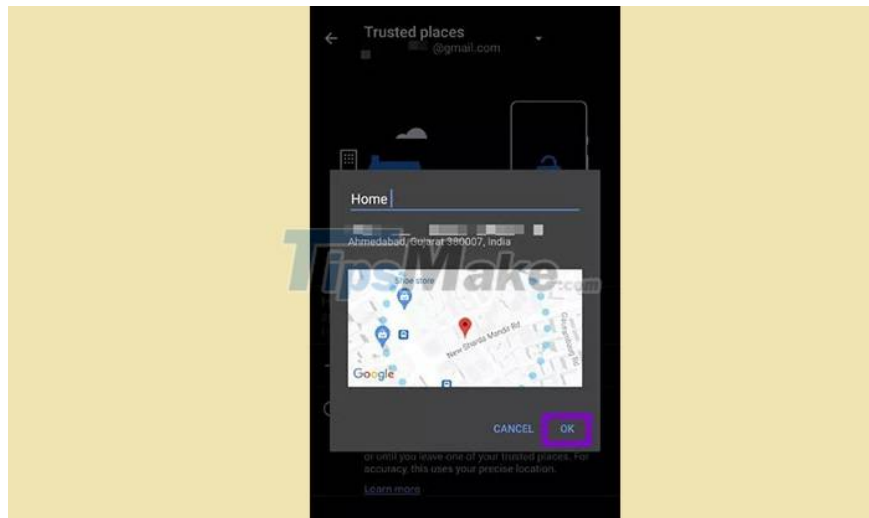 Trusted places
@gmail.com
Home
Ahmedabad, Gujarat 380007, India
TipsMake.com
Shoe store
New Sharda Mandir Rd
Google
CANCEL OK
or until you leave one of your trusted places. For
accuracy, this uses your precise location.
Learn more